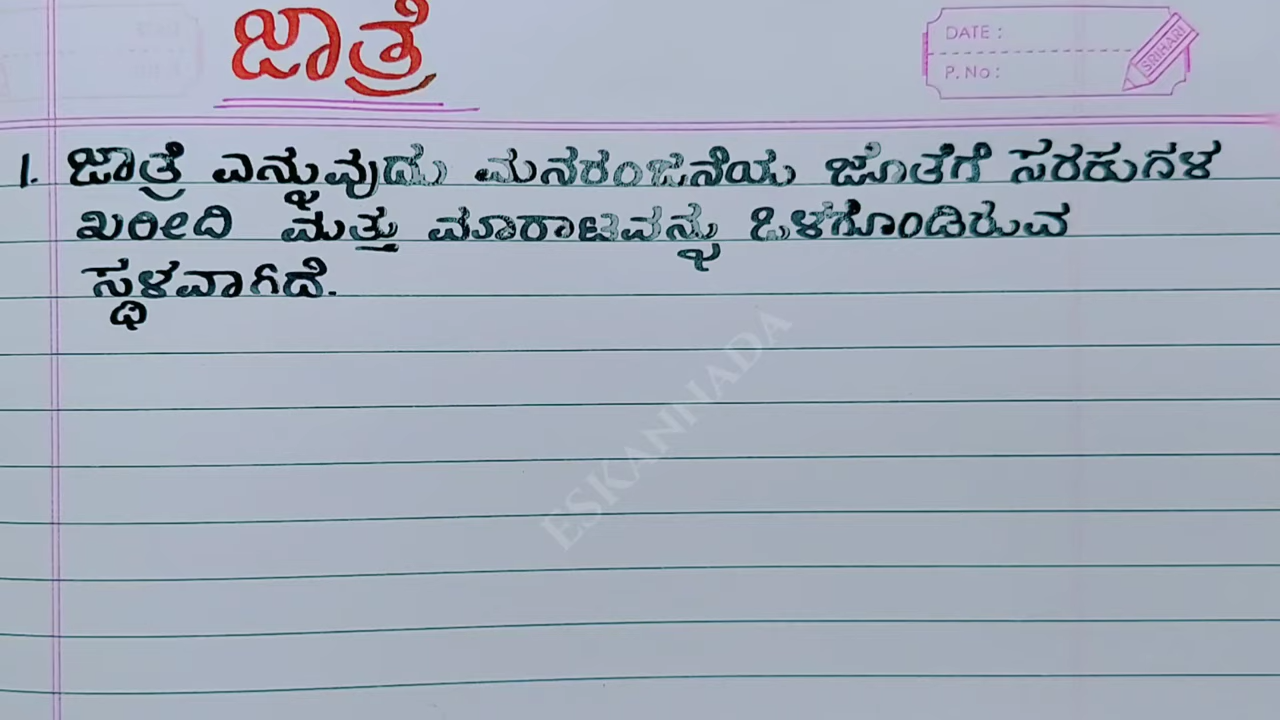 ಜಾತ್ರೆ
DATE :
P. No :
SRIHARI
1. ಜಾತ್ರೆ ಎನ್ನುವುದು ಮನರಂಜನೆಯ ಜೊತೆಗೆ ಸರಕುಗಳ
ಖರೀದಿ ಮತ್ತು ಮಾರಾಟವನ್ನು ಒಳಗೊಂಡಿರುವ
ಸ್ಥಳವಾಗಿದೆ.
ESKANNADA